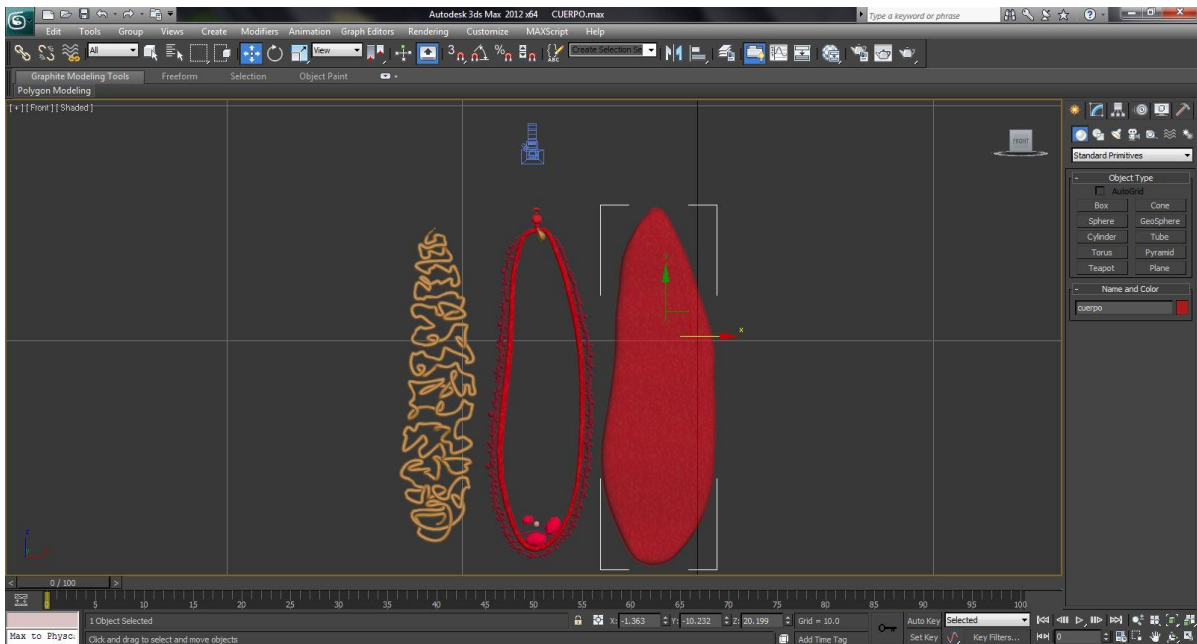 Autodesk 3ds Max 2012 x64 CUERPO.max
Type a keyword or phrase
Edit Tools Group Views Create Modifiers Animation Graph Editors Rendering Customize MAXScript Help
All
View
Create Selection Se
Graphite Modeling Tools Freeform Selection Object Paint
Polygon Modeling
[ + ] [ Front ] [ Shaded ]
FRONT
Standard Primitives
- Object Type
AutoGrid
Box Cone
Sphere GeoSphere
Cylinder Tube
Torus Pyramid
Teapot Plane
- Name and Color
cuerpo
x
< 0 / 100 >
5 10 15 20 25 30 35 40 45 50 55 60 65 70 75 80 85 90 95 100
1 Object Selected X: -1.363 Y: -10.232 Z: 20.199 Grid = 10.0 Auto Key Selected
Max to Physc. Click and drag to select and move objects Add Time Tag Set Key Key Filters... 0